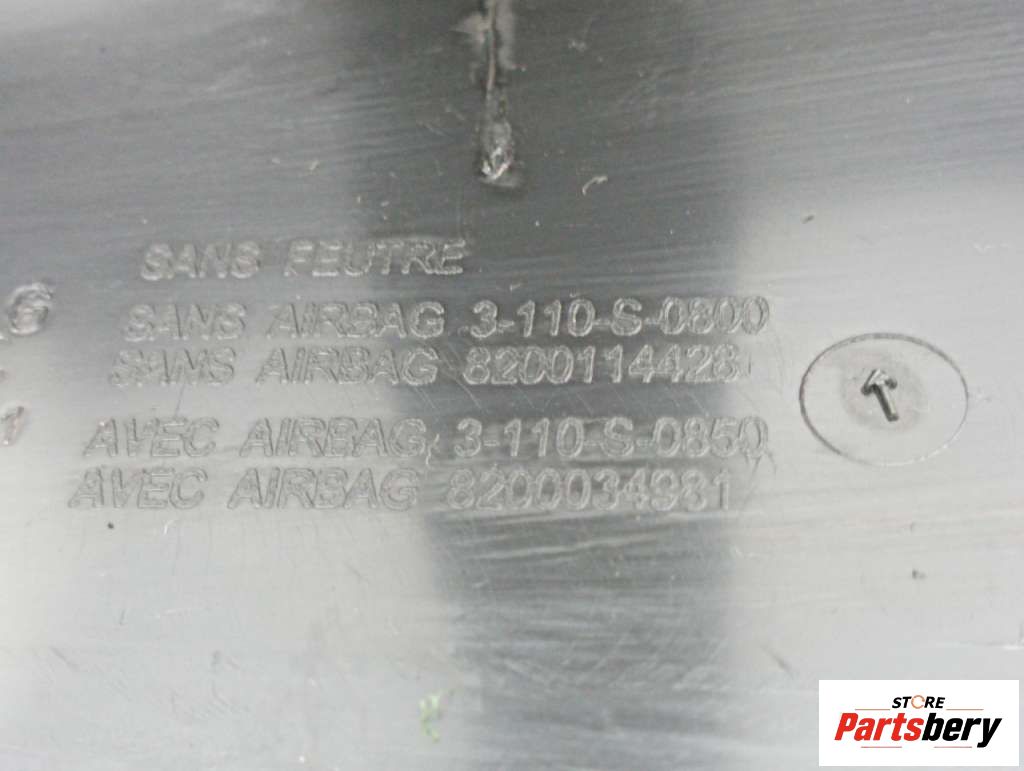 SANS FEUTRE
SANS AIRBAG 3-110-S-0800
SANS AIRBAG 8200114428
AVEC AIRBAG 3-110-S-0850
AVEC AIRBAG 8200034981
STORE
Partsbery